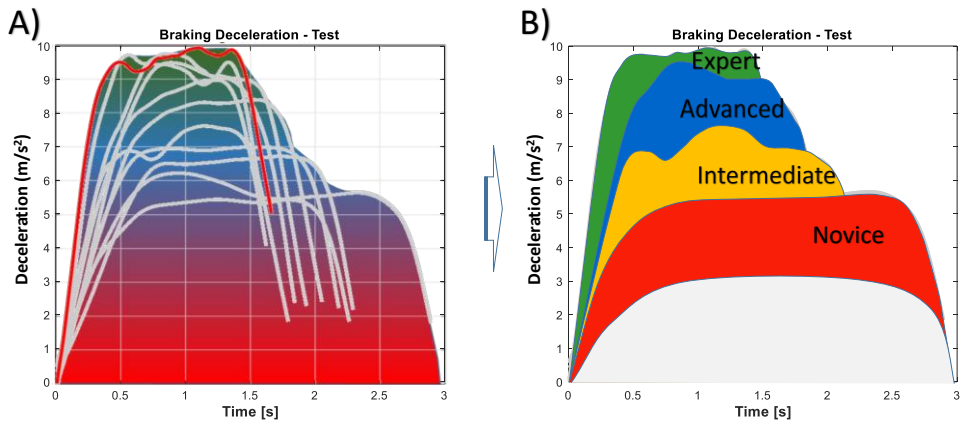 A)
Braking Deceleration - Test
Deceleration (m/s²)
10
9
8
7
6
5
4
3
2
1
0
0 0.5 1 1.5 2 2.5 3
Time [s]
B)
Braking Deceleration - Test
Deceleration (m/s²)
10
9
8
7
6
5
4
3
2
1
0
Expert
Advanced
Intermediate
Novice
0 0.5 1 1.5 2 2.5 3
Time [s]